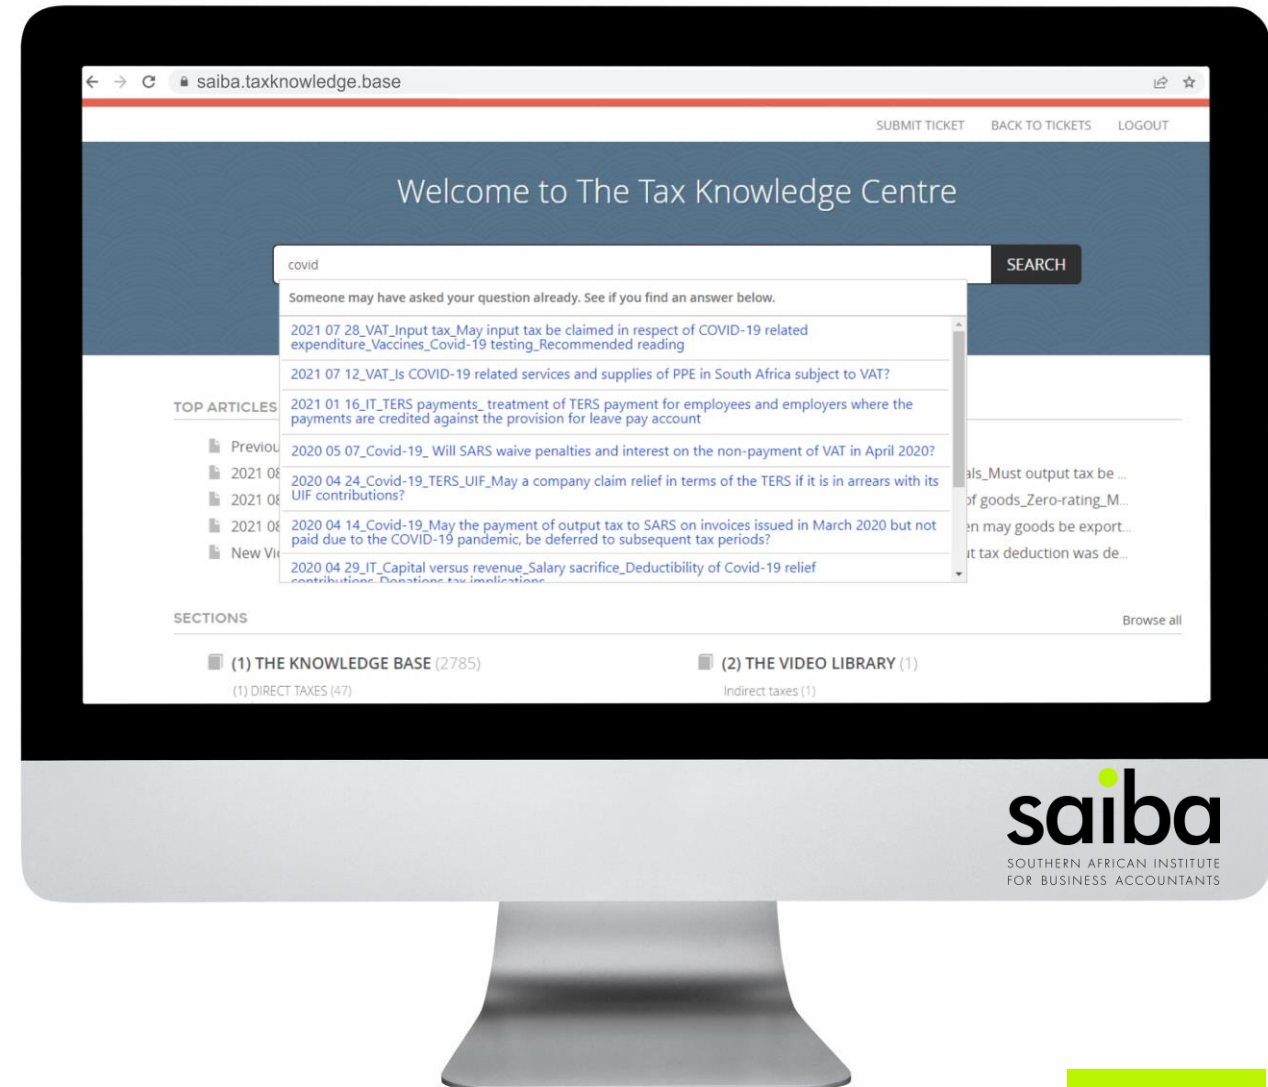 saiba.taxknowledge.base
SUBMIT TICKET BACK TO TICKETS LOGOUT
Welcome to The Tax Knowledge Centre
covid
SEARCH
Someone may have asked your question already. See if you find an answer below.
2021 07 28_VAT_Input tax_May input tax be claimed in respect of COVID-19 related
expenditure_Vaccines_Covid-19 testing_Recommended reading
2021 07 12_VAT_Is COVID-19 related services and supplies of PPE in South Africa subject to VAT?
2021 01 16_IT_TERS payments_ treatment of TERS payment for employees and employers where the
payments are credited against the provision for leave pay account
2020 05 07_Covid-19_ Will SARS waive penalties and interest on the non-payment of VAT in April 2020?
2020 04 24_Covid-19_TERS_UIF_May a company claim relief in terms of the TERS if it is in arrears with its
UIF contributions?
2020 04 14_Covid-19_May the payment of output tax to SARS on invoices issued in March 2020 but not
paid due to the COVID-19 pandemic, be deferred to subsequent tax periods?
2020 04 29_IT_Capital versus revenue_Salary sacrifice_Deductibility of Covid-19 relief
contributions_Donations tax implications
TOP ARTICLES
Previou
2021 08 als_Must output tax be ...
2021 08 of goods_Zero-rating_M...
2021 08 en may goods be export...
New Vi ut tax deduction was de...
SECTIONS Browse all
(1) THE KNOWLEDGE BASE (2785) (2) THE VIDEO LIBRARY (1)
(1) DIRECT TAXES (47) Indirect taxes (1)
saiba
SOUTHERN AFRICAN INSTITUTE
FOR BUSINESS ACCOUNTANTS